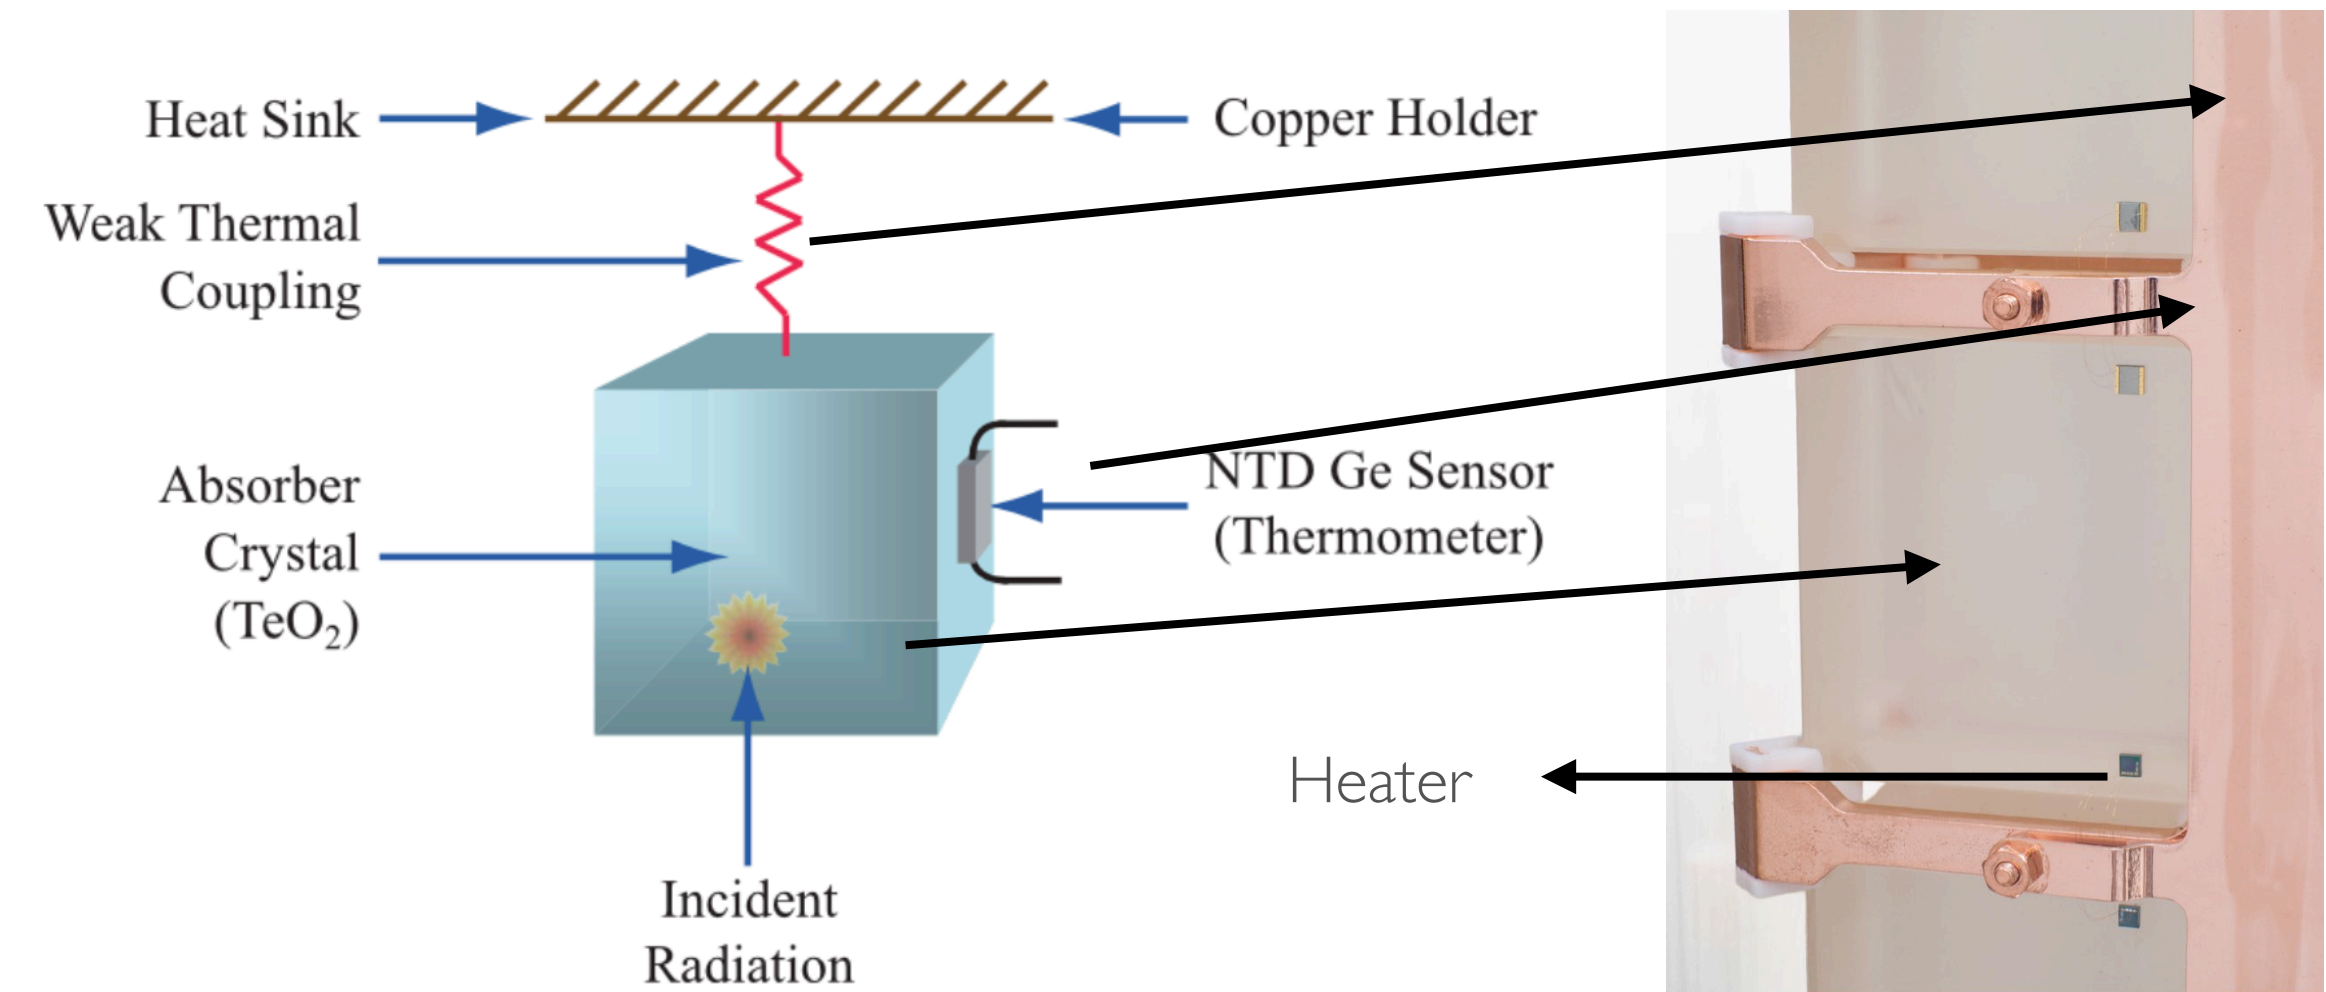 Heat Sink
Copper Holder
Weak Thermal
Coupling
Absorber
Crystal
(TeO₂)
NTD Ge Sensor
(Thermometer)
Heater
Incident
Radiation